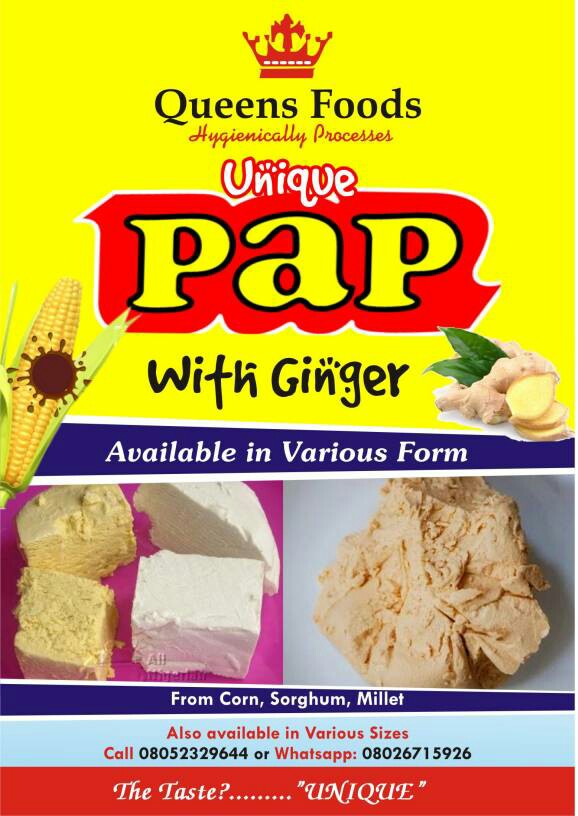 Queens Foods
Hygienically Processes
Unique
PaP
With Ginger
Available in Various Form
From Corn, Sorghum, Millet
Also available in Various Sizes
Call 08052329644 or Whatsapp: 08026715926
The Taste?.........”UNIQUE”